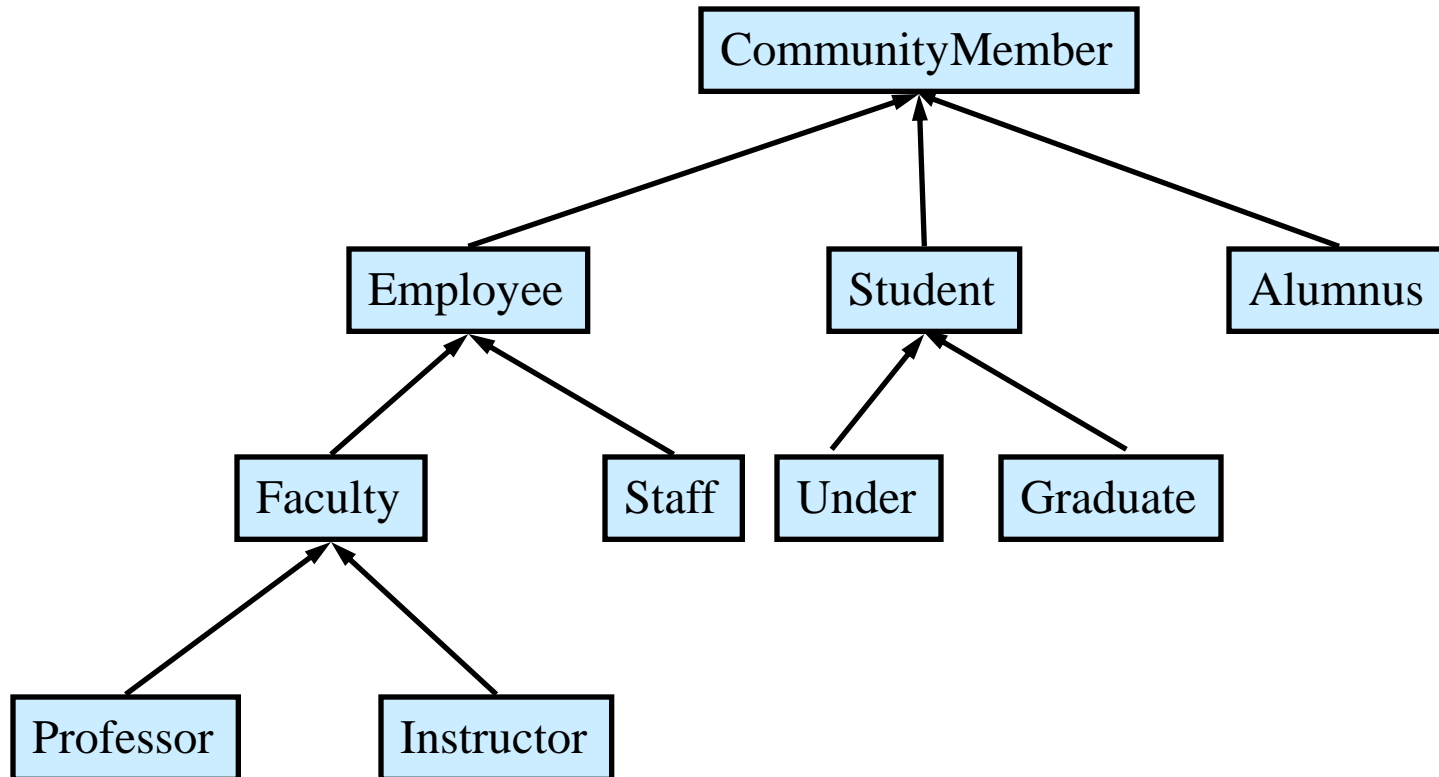 CommunityMember
Employee
Student
Alumnus
Faculty
Staff
Under
Graduate
Professor
Instructor